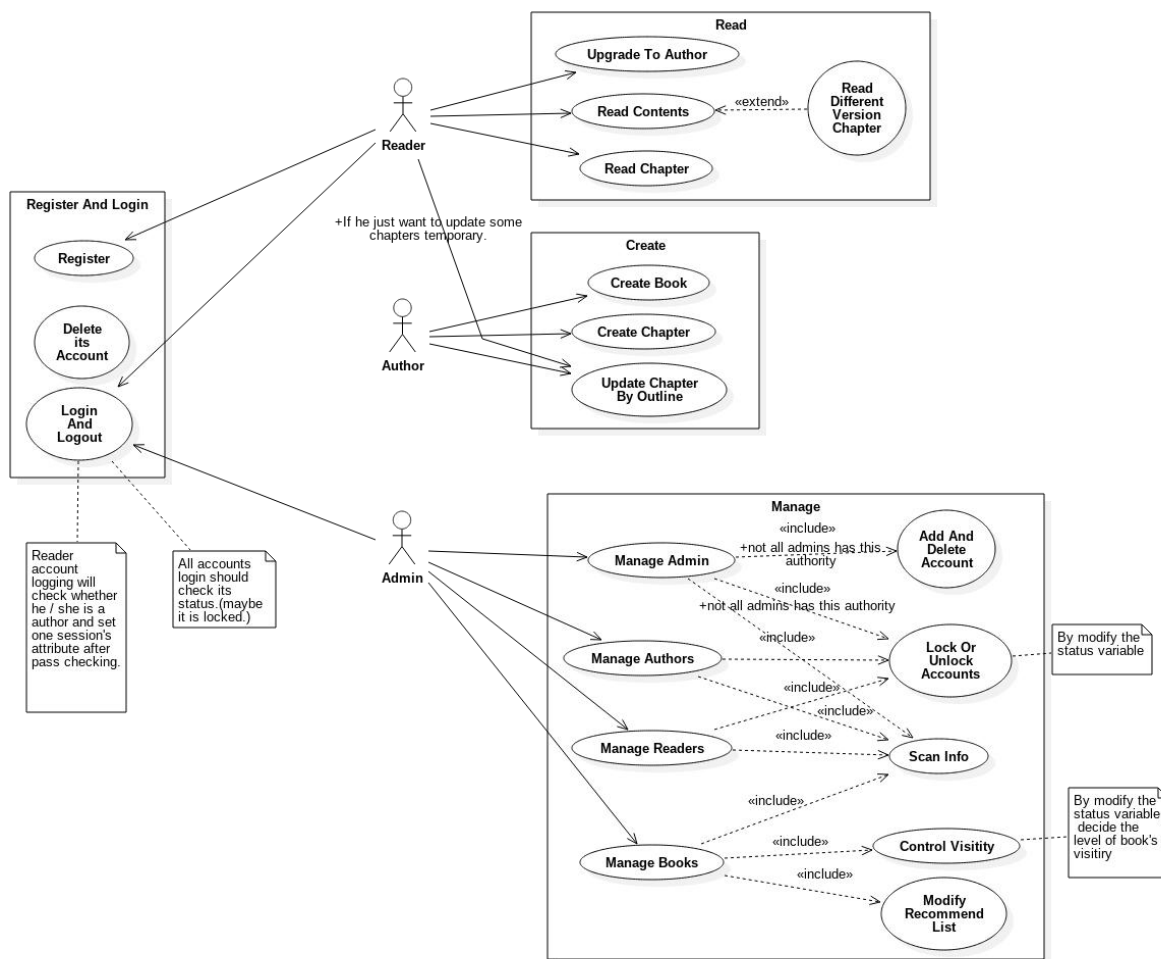 Read
Upgrade To Author
Read Contents
«extend»
Read
Different
Version
Chapter
Read Chapter
Reader
Register And Login
Register
Delete
its
Account
Login
And
Logout
+If he just want to update some
chapters temporary.
Create
Create Book
Create Chapter
Update Chapter
By Outline
Author
Reader
account
logging will
check whether
he / she is a
author and set
one session's
attribute after
pass checking.
All accounts
login should
check its
status.(maybe
it is locked.)
Admin
Manage
«include»
Manage Admin
+not all admins has this
authority
Add And
Delete
Account
«include»
+not all admins has this authority
«include»
Manage Authors
Lock Or
Unlock
Accounts
By modify the
status variable
«include»
«include»
Manage Readers
«include»
Scan Info
«include»
Manage Books
«include»
Control Visitity
By modify the
status variable
decide the
level of book's
visitiry
«include»
Modify
Recommend
List